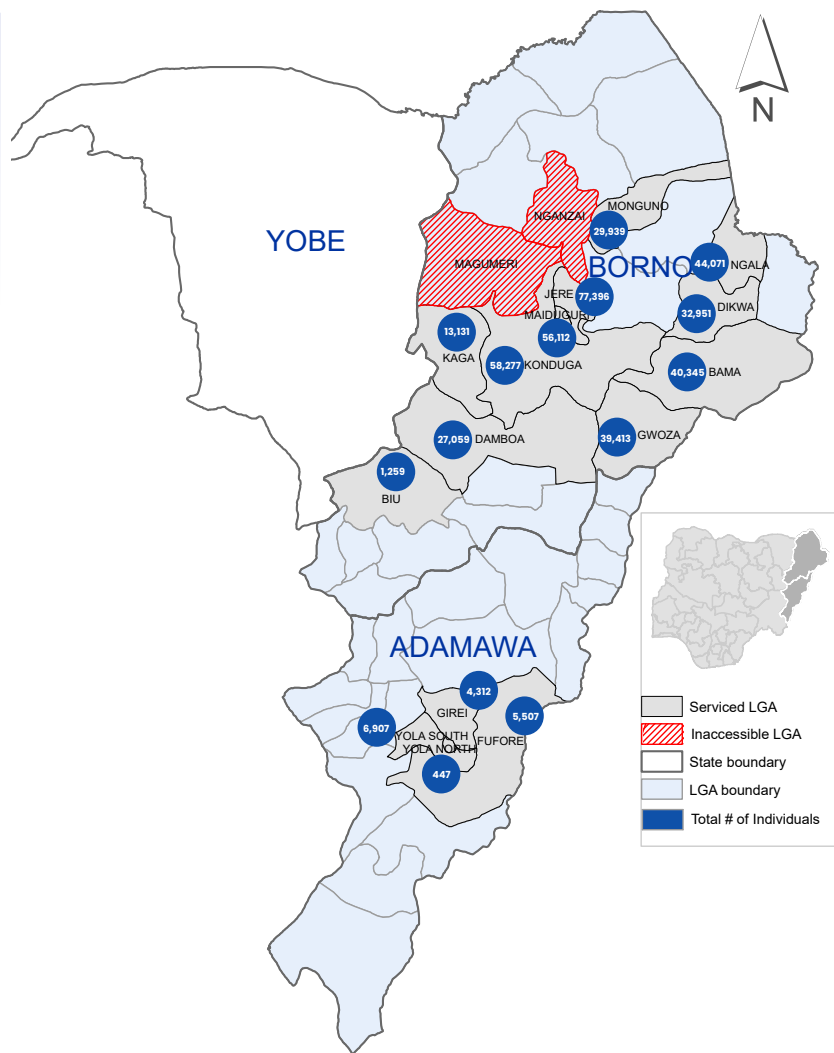 N
YOBE
MONGUNO
NGANZAI
29,939
BORNO
MAGUMERI
44,071
NGALA
JERE
77,396
DIKWA
32,951
MAIDUGURI
13,131
56,112
KAGA
58,277
KONDUGA
40,345
BAMA
27,059
DAMBOA
GWOZA
39,413
1,259
BIU
ADAMAWA
4,312
GIREI
5,507
6,907
YOLA SOUTH
FUFORE
YOLA NORTH
447
Serviced LGA
Inaccessible LGA
State boundary
LGA boundary
Total # of Individuals